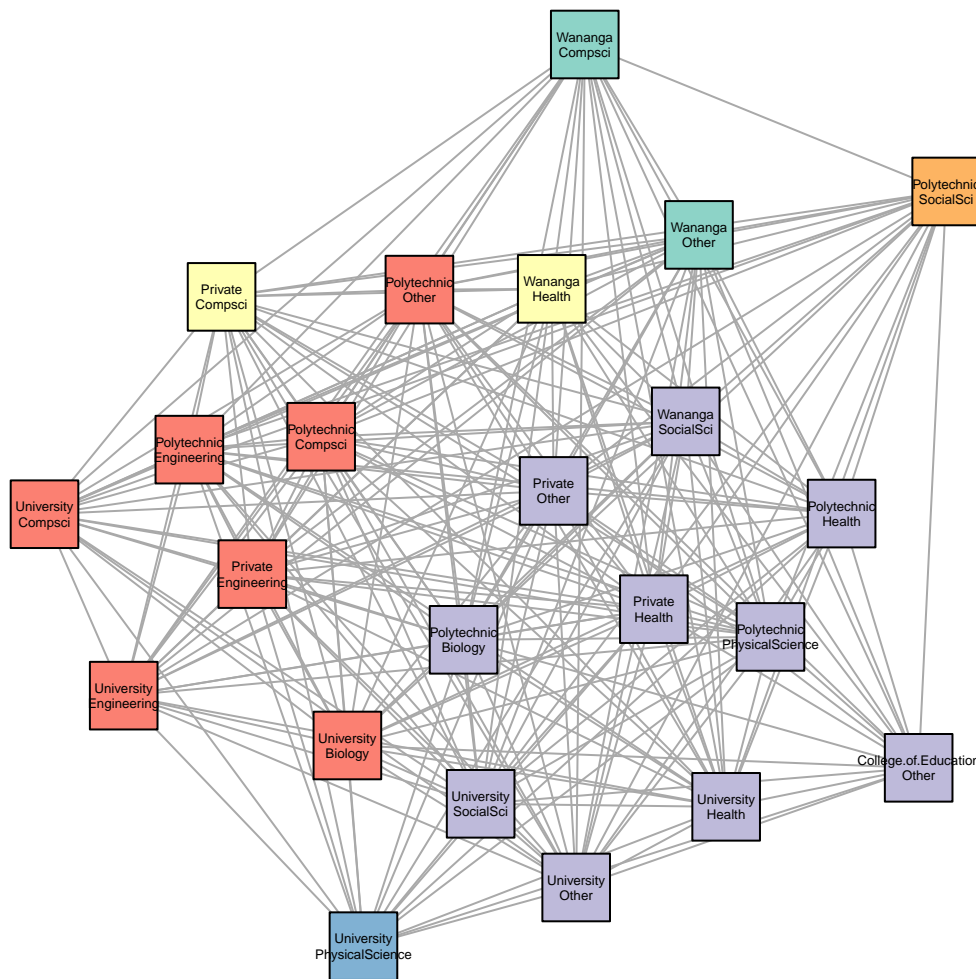 Wananga
Compsci
Polytechnic
SocialSci
Wananga
Other
Private
Compsci
Polytechnic
Other
Wananga
Health
Wananga
SocialSci
Polytechnic
Engineering
Polytechnic
Compsci
Private
Other
University
Compsci
Polytechnic
Health
Private
Engineering
Private
Health
Polytechnic
Biology
Polytechnic
PhysicalScience
University
Engineering
University
Biology
College.of.Education
Other
University
SocialSci
University
Health
University
Other
University
PhysicalScience